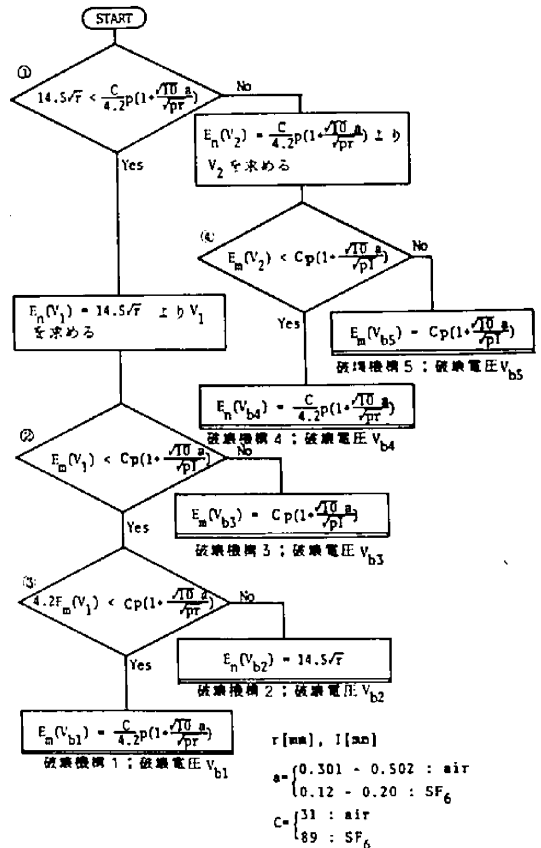 START
①
14.5√r < C/4.2 p(1+ √10 a/√pr)
No
Yes
E_n(V_2) = C/4.2 p(1+ √10 a/√pr) より
V_2 を求める
④
E_m(V_2) < Cp(1+ √10 a/√pI)
No
Yes
E_m(V_b5) = Cp(1+ √10 a/√pI)
破壊機構 5 ; 破壊電圧 V_b5
E_n(V_b4) = C/4.2 p(1+ √10 a/√pr)
破壊機構 4 ; 破壊電圧 V_b4
E_n(V_1) = 14.5√r より V_1
を求める
②
E_m(V_1) < Cp(1+ √10 a/√pI)
No
Yes
E_m(V_b3) = Cp(1+ √10 a/√pI)
破壊機構 3 ; 破壊電圧 V_b3
③
4.2E_m(V_1) < Cp(1+ √10 a/√pr)
No
Yes
E_n(V_b2) = 14.5√r
破壊機構 2 ; 破壊電圧 V_b2
E_m(V_b1) = C/4.2 p(1+ √10 a/√pr)
破壊機構 1 ; 破壊電圧 V_b1
r[mm], I[mm]
a={0.301 - 0.502 : air
0.12 - 0.20 : SF_6
C={31 : air
89 : SF_6